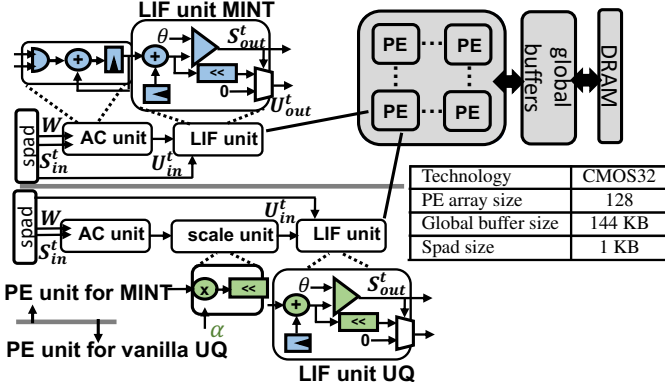 LIF unit MINT
θ
S^t_out
+
+
<<
0
U^t_out
spad
W
S^t_in
AC unit
LIF unit
U^t_in
PE ... PE
PE ... PE
global buffers
DRAM
Technology CMOS32
PE array size 128
Global buffer size 144 KB
Spad size 1 KB
spad
W
S^t_in
U^t_in
AC unit
scale unit
LIF unit
PE unit for MINT
x
<<
α
PE unit for vanilla UQ
θ
S^t_out
+
<<
0
LIF unit UQ